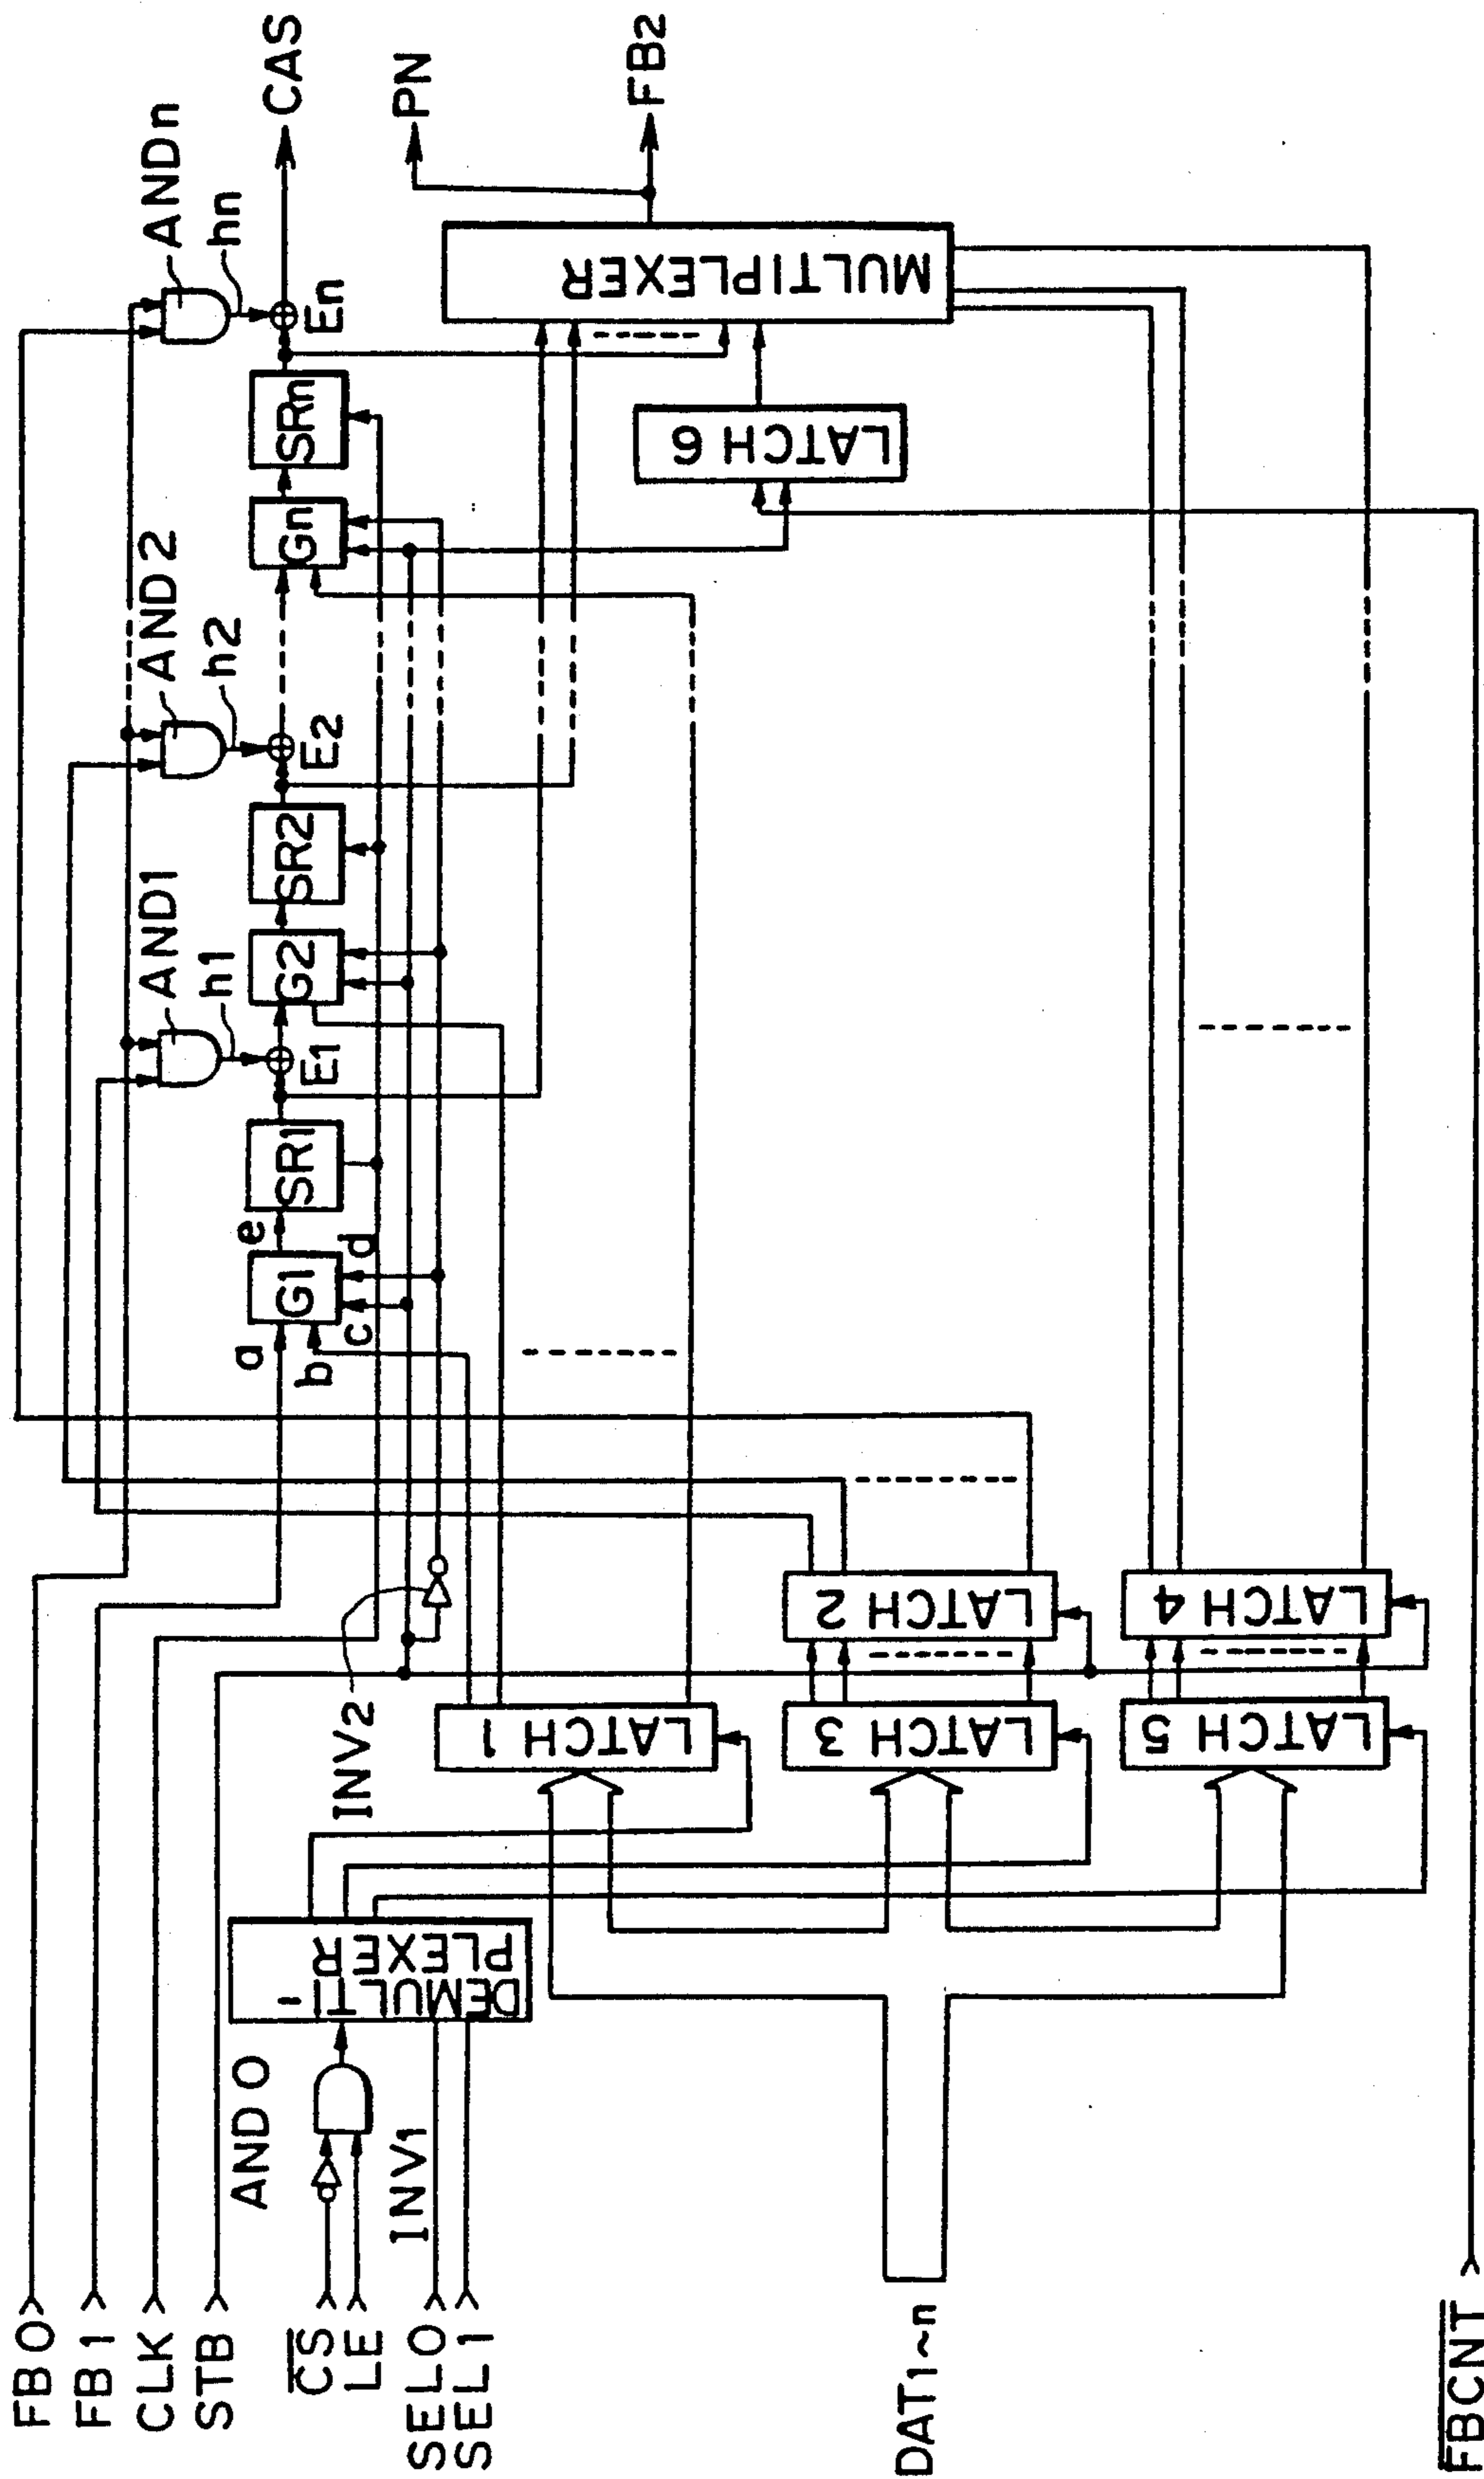 FB0
FB1
CLK
STB
CS
LE
SEL0
SEL1
DAT1~n
FBCNT
AND0
INV1
DEMULTI-
PLEXER
INV2
LATCH 1
LATCH 3
LATCH 5
LATCH 2
LATCH 4
a
b
c
d
e
G1
SR1
E1
h1
AND1
G2
SR2
E2
h2
AND2
Gn
SRn
En
hn
ANDn
LATCH 6
MULTIPLEXER
CAS
PN
FB2